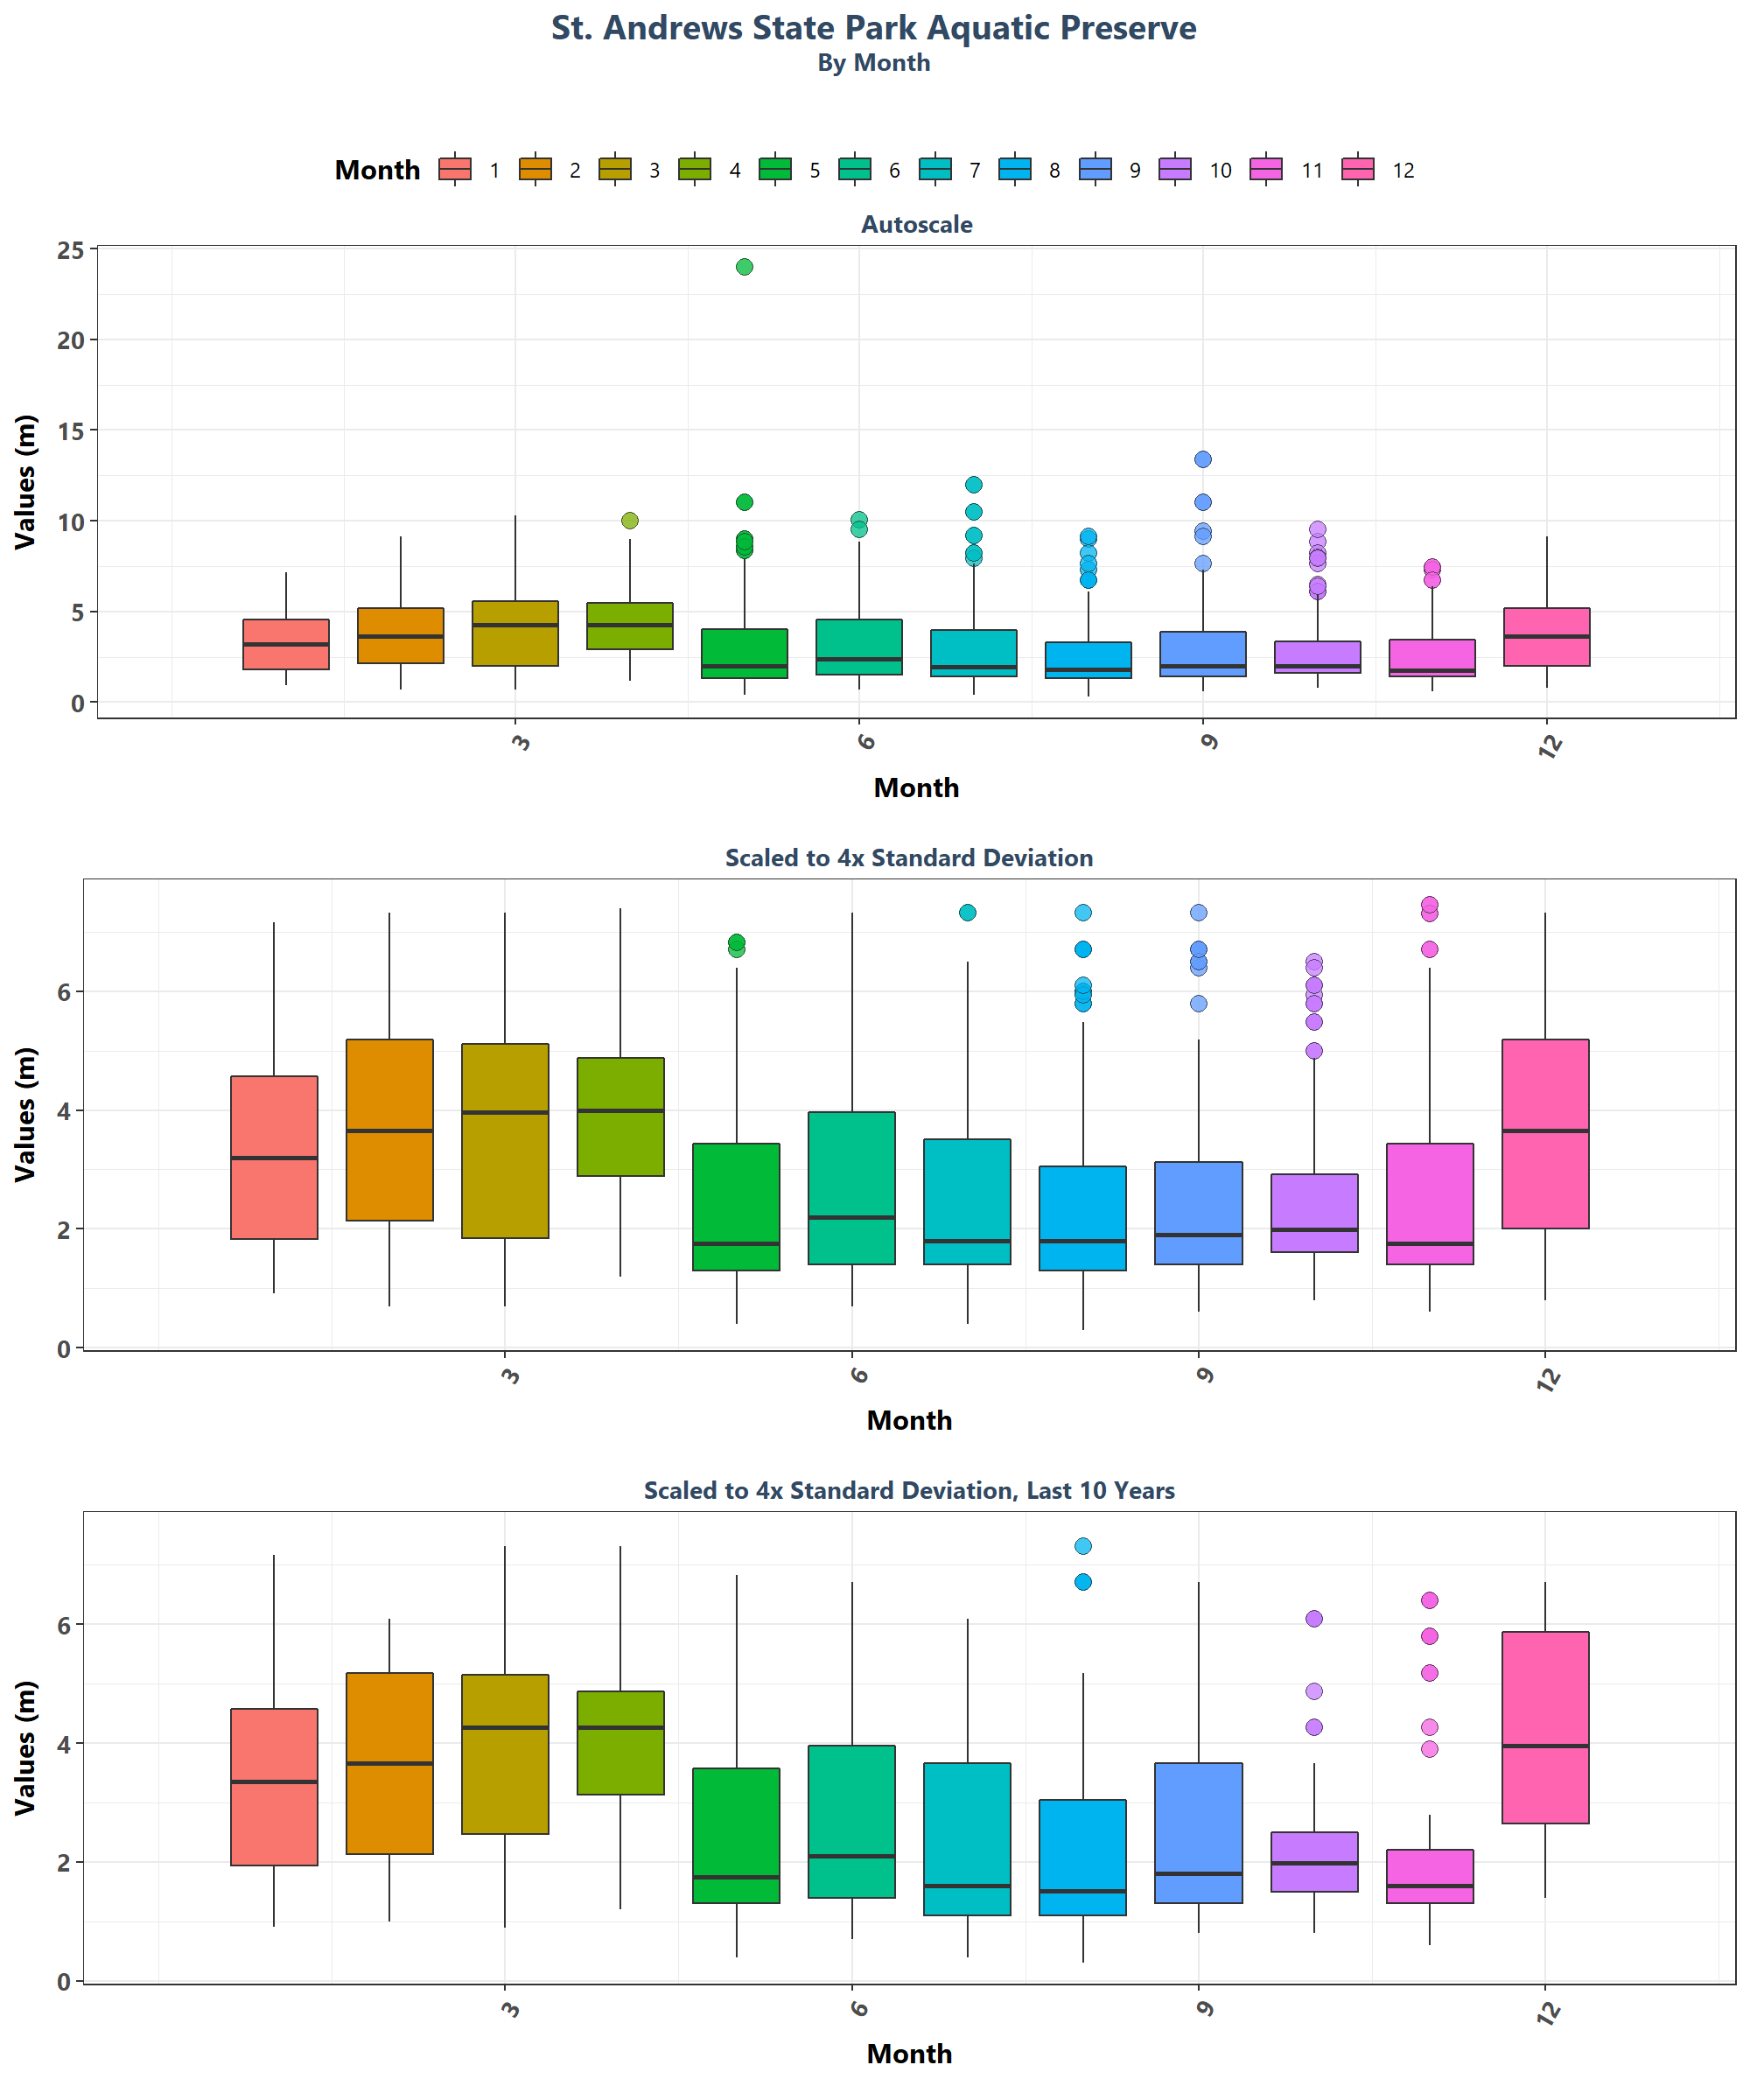 St. Andrews State Park Aquatic Preserve
By Month
Month 1 2 3 4 5 6 7 8 9 10 11 12
Autoscale
Values (m)
25
20
15
10
5
0
3 6 9 12
Month
Scaled to 4x Standard Deviation
Values (m)
6
4
2
0
3 6 9 12
Month
Scaled to 4x Standard Deviation, Last 10 Years
Values (m)
6
4
2
0
3 6 9 12
Month